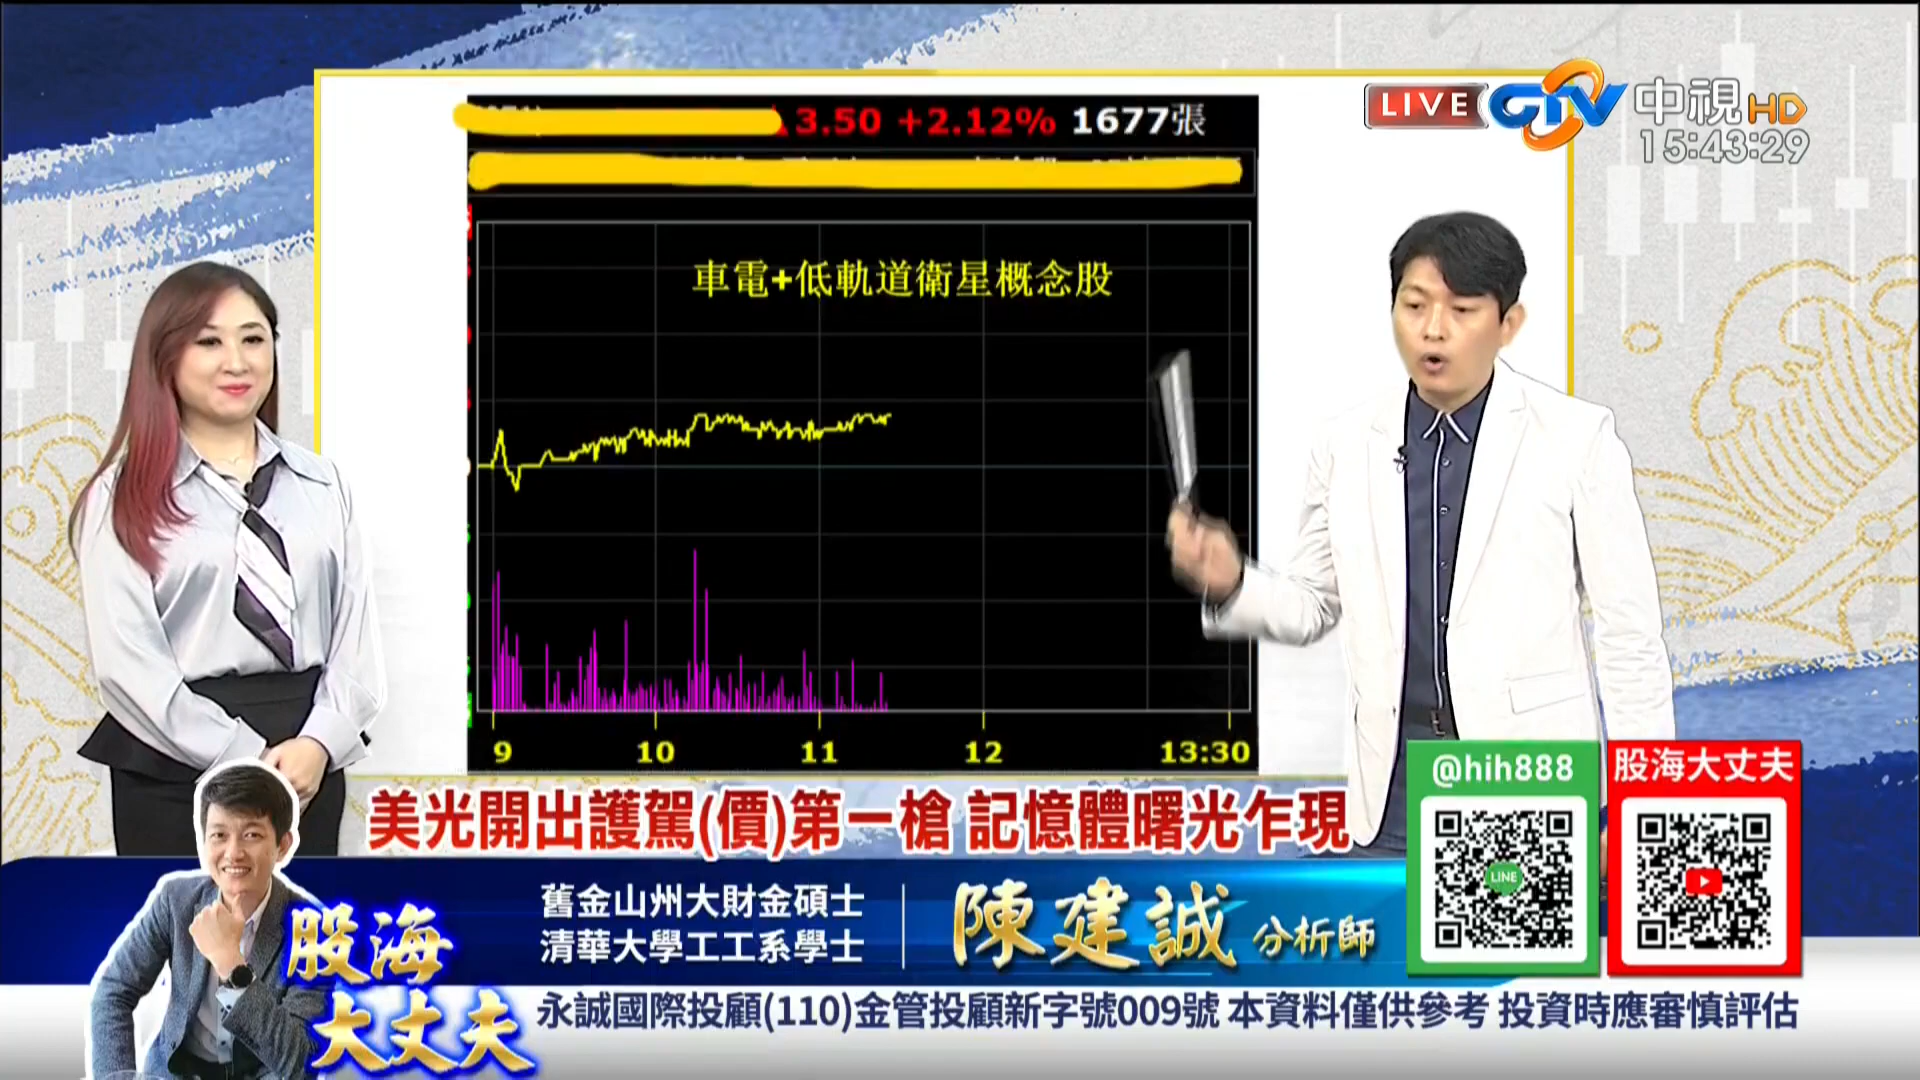 3.50 +2.12% 1677張
LIVE CTV 中視HD
15:43:29
車電+低軌道衛星概念股
9 10 11 12 13:30
美光開出護駕(價)第一槍 記憶體曙光乍現
@hih888
股海大丈夫
LINE
舊金山州大財金碩士
清華大學工工系學士
陳建誠 分析師
股海
大丈夫
永誠國際投顧(110)金管投顧新字號009號 本資料僅供參考 投資時應審慎評估